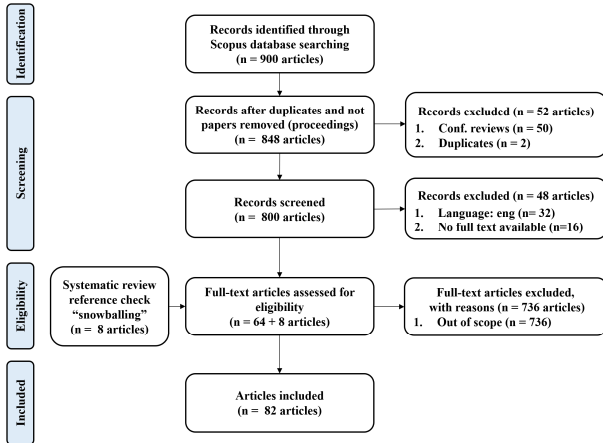 Identification
Records identified through
Scopus database searching
(n = 900 articles)
Screening
Records after duplicates and not
papers removed (proceedings)
(n = 848 articles)
Records excluded (n = 52 articles)
1. Conf. reviews (n = 50)
2. Duplicates (n = 2)
Records screened
(n = 800 articles)
Records excluded (n = 48 articles)
1. Language: eng (n= 32)
2. No full text available (n=16)
Eligibility
Systematic review
reference check
“snowballing”
(n = 8 articles)
Full-text articles assessed for
eligibility
(n = 64 + 8 articles)
Full-text articles excluded,
with reasons (n = 736 articles)
1. Out of scope (n = 736)
Included
Articles included
(n = 82 articles)